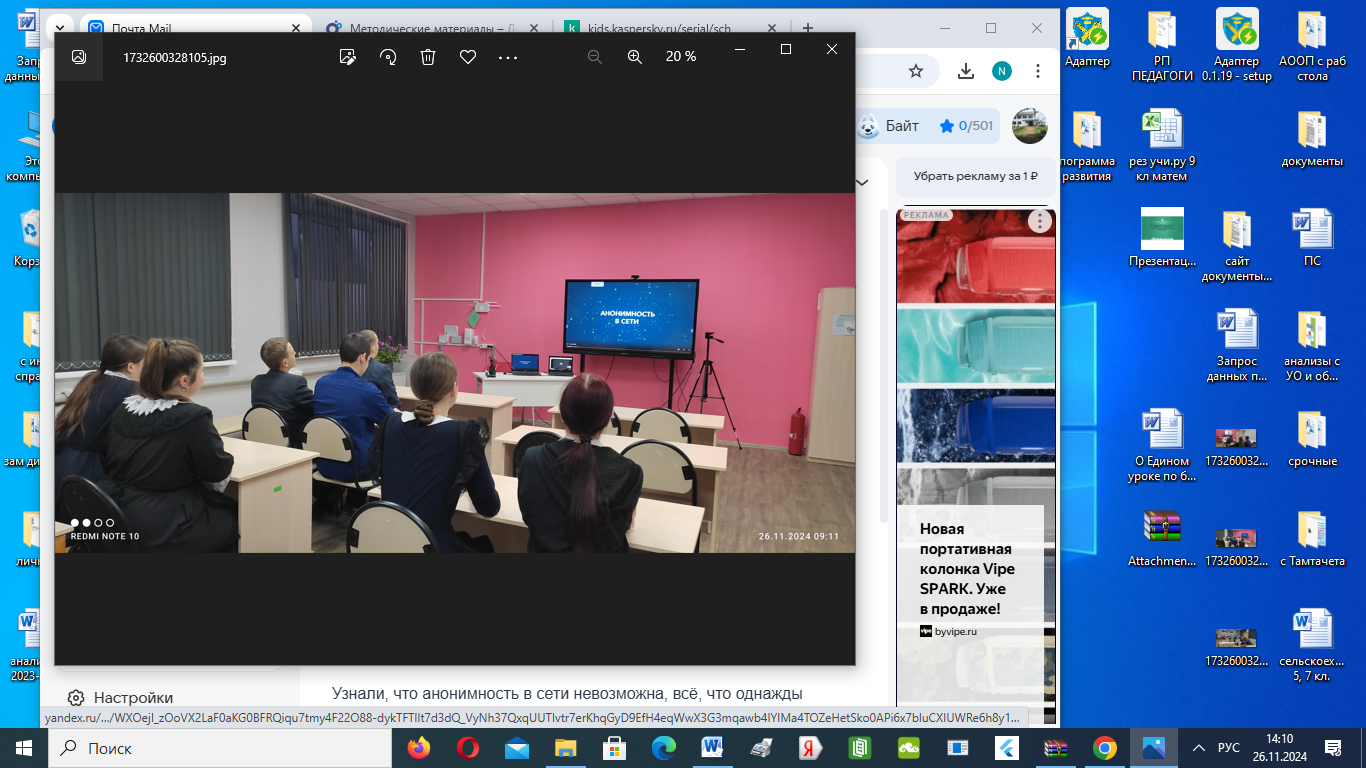 Почта Mail
Методические материалы – Д
kids.kaspersky.ru/serial/sch
1732600328105.jpg
20 %
N
Байт
0/501
Убрать рекламу за 1 ₽
РЕКЛАМА
АНОНИМНОСТЬ
В СЕТИ
REDMI NOTE 10
26.11.2024 09:11
Новая
портативная
колонка Vipe
SPARK. Уже
в продаже!
byvipe.ru
Настройки
Узнали, что анонимность в сети невозможна, всё, что однажды
Адаптер
РП
ПЕДАГОГИ
Адаптер
0.1.19 - setup
АООП с раб
стола
пограмма
развития
рез учи.ру 9
кл матем
документы
Презентац...
сайт
документы...
ПС
Запрос
данных п...
анализы с
УО и об...
О Едином
уроке по б...
173260032...
срочные
Attachmen...
173260032...
с Тамтачета
173260032...
сельскоех...
5, 7 кл.
Поиск
РУС
14:10
26.11.2024